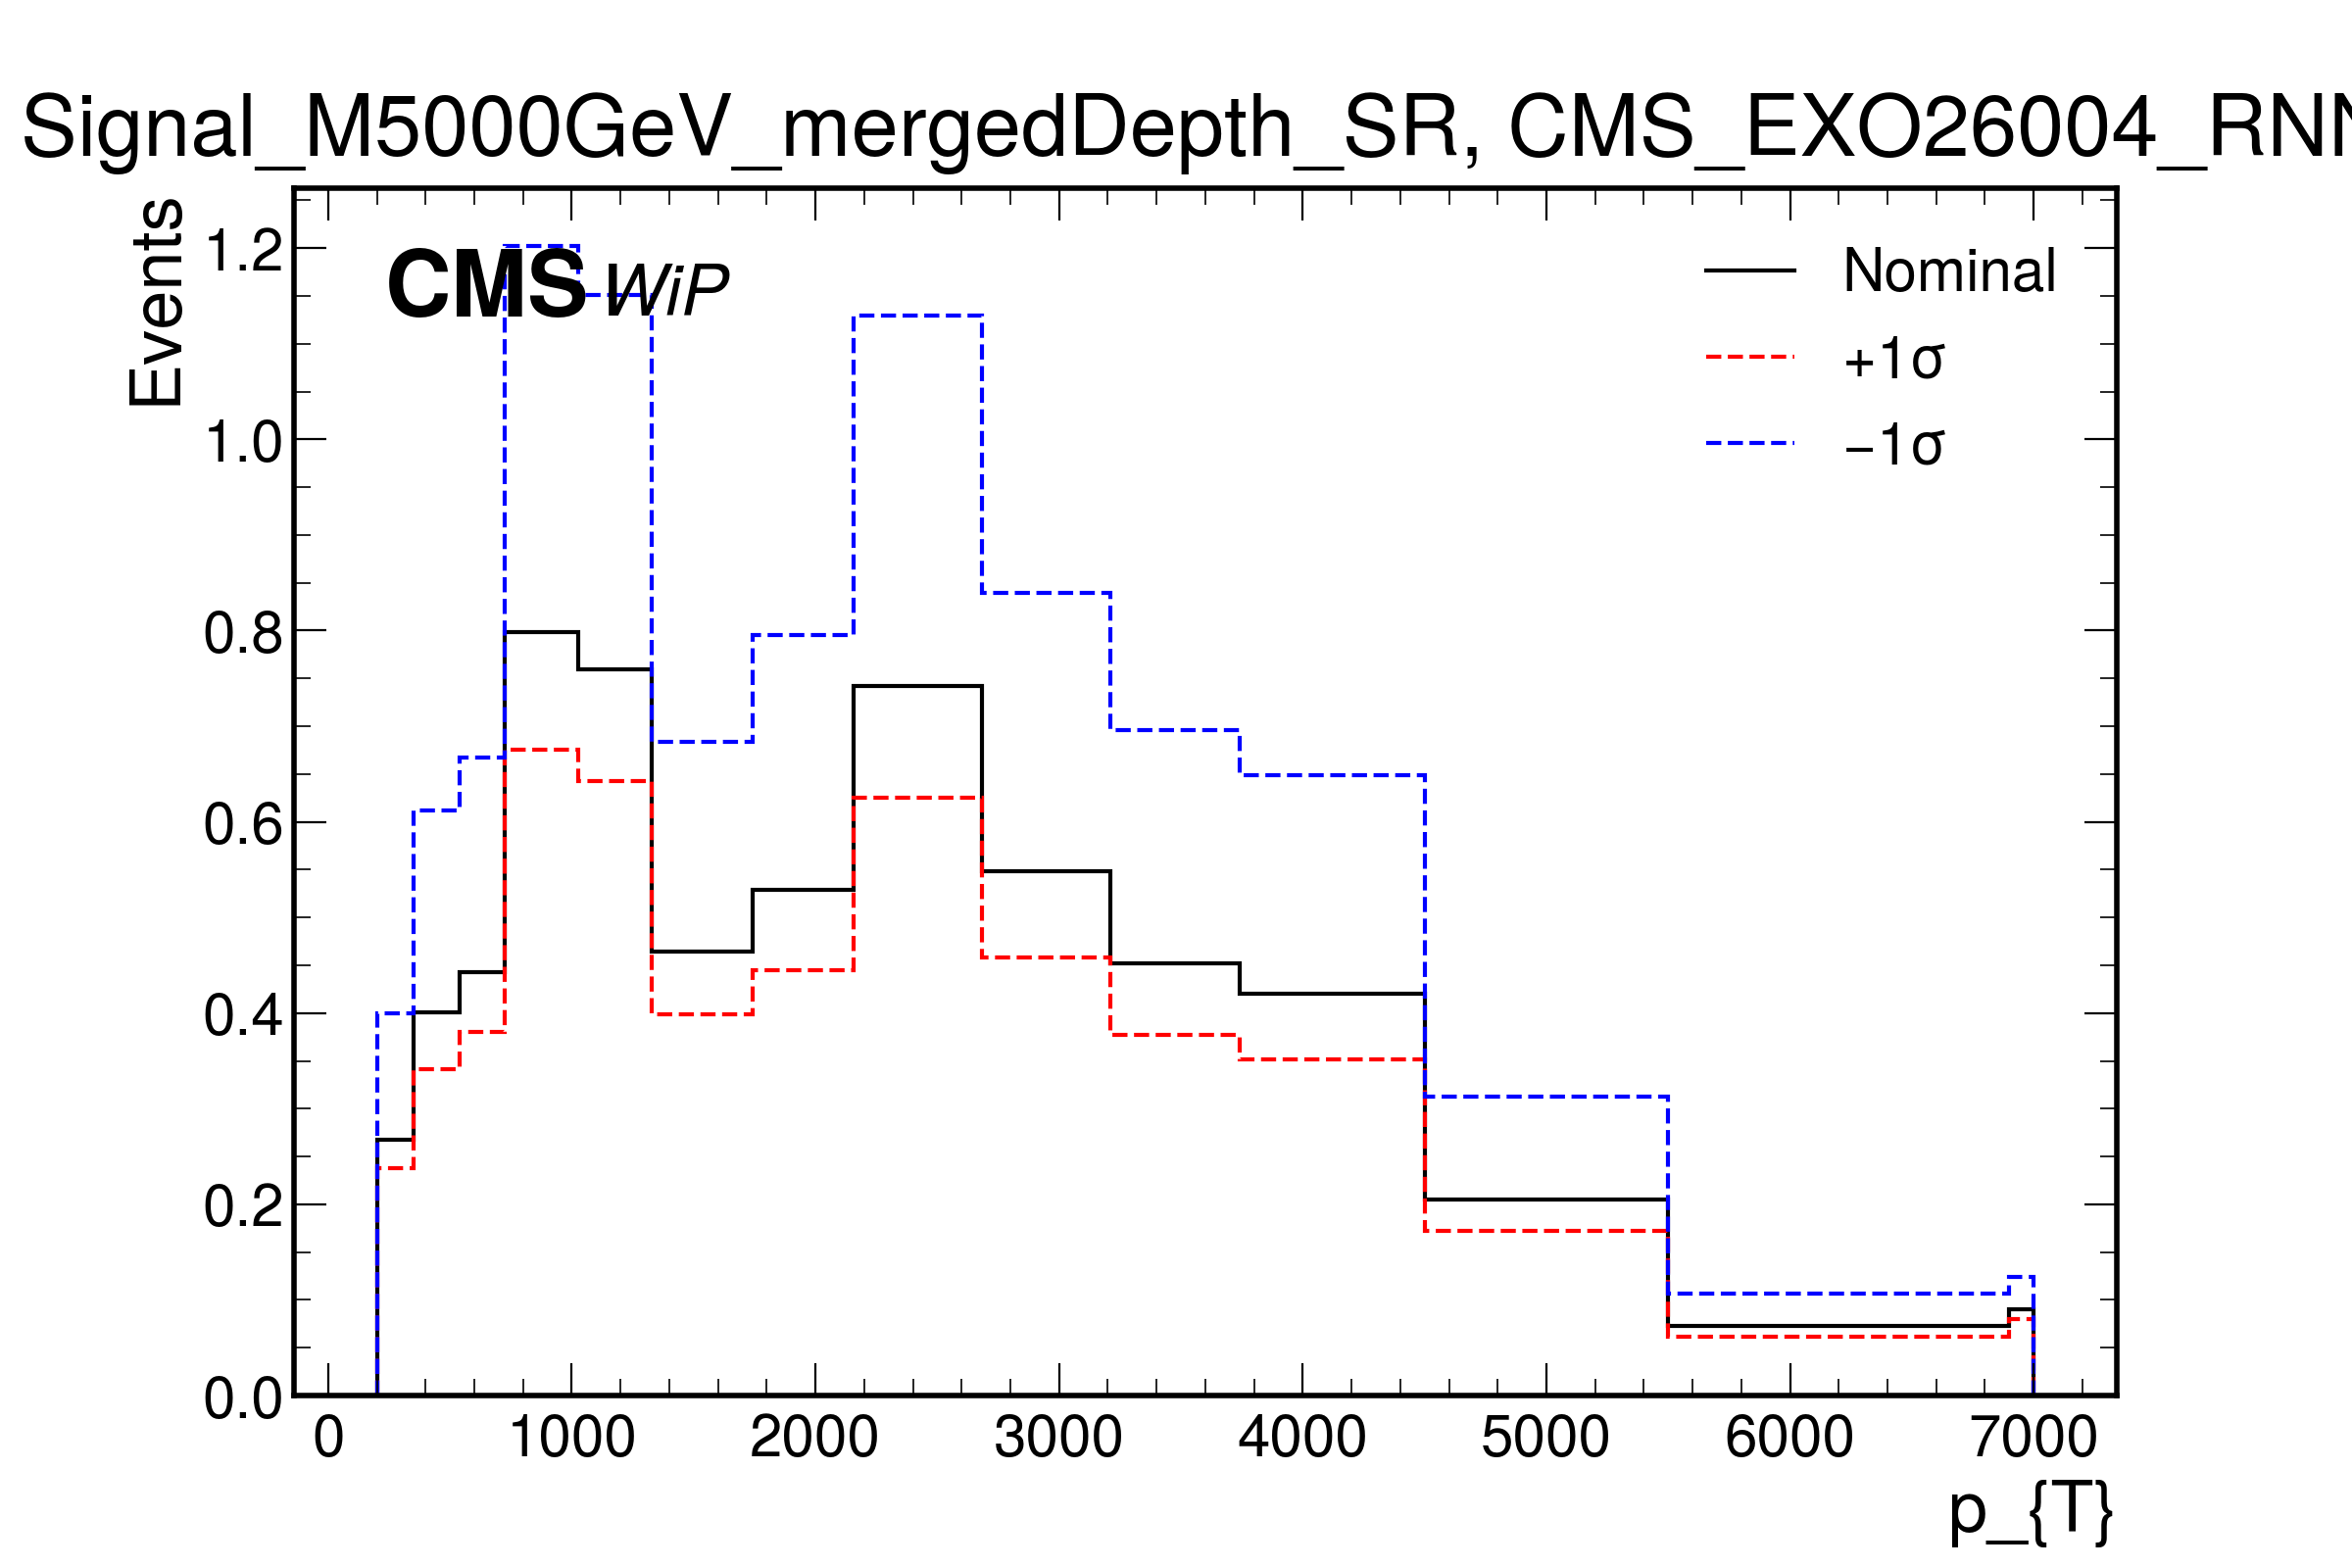 Signal_M5000GeV_mergedDepth_SR, CMS_EXO26004_RNN
Events
CMS WiP
Nominal
+1σ
−1σ
1.2
1.0
0.8
0.6
0.4
0.2
0.0
0 1000 2000 3000 4000 5000 6000 7000
p_{T}